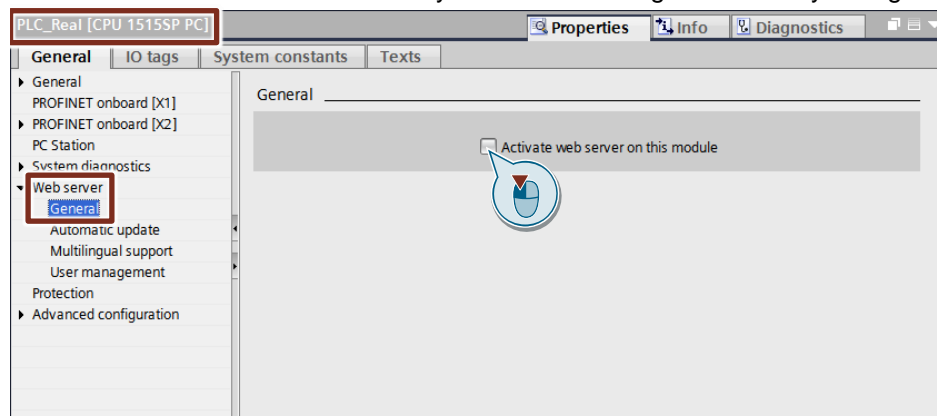 PLC_Real [CPU 1515SP PC]
Properties Info Diagnostics
General IO tags System constants Texts
General
PROFINET onboard [X1]
PROFINET onboard [X2]
PC Station
System diagnostics
Web server
General
Automatic update
Multilingual support
User management
Protection
Advanced configuration
General
Activate web server on this module